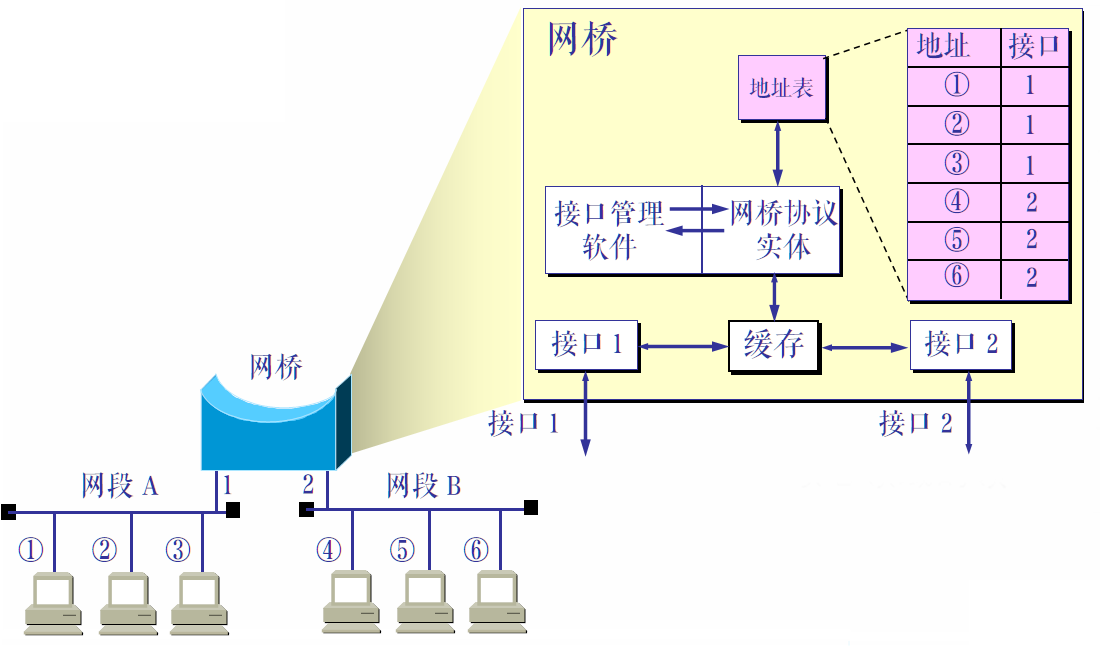 网桥
地址 接口
① 1
② 1
③ 1
④ 2
⑤ 2
⑥ 2
地址表
接口管理
软件
网桥协议
实体
接口 1
缓存
接口 2
接口 1
接口 2
网桥
网段 A
1
2
网段 B
①
②
③
④
⑤
⑥